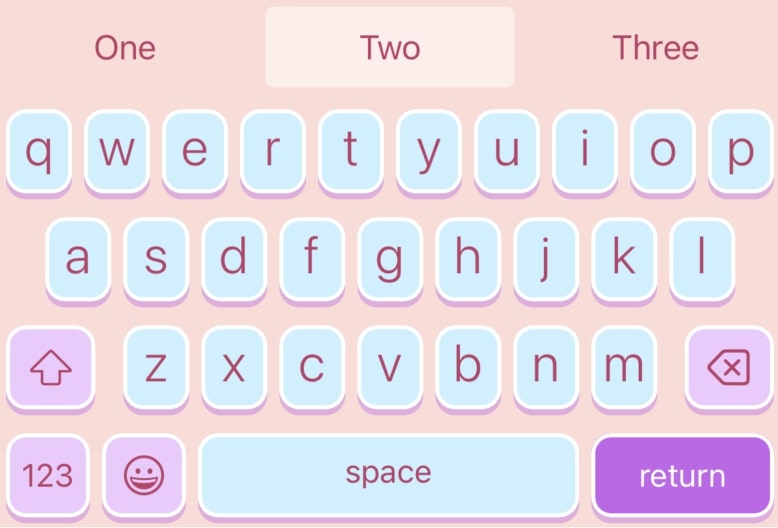 One Two Three
q w e r t y u i o p
a s d f g h j k l
z x c v b n m
123 space return